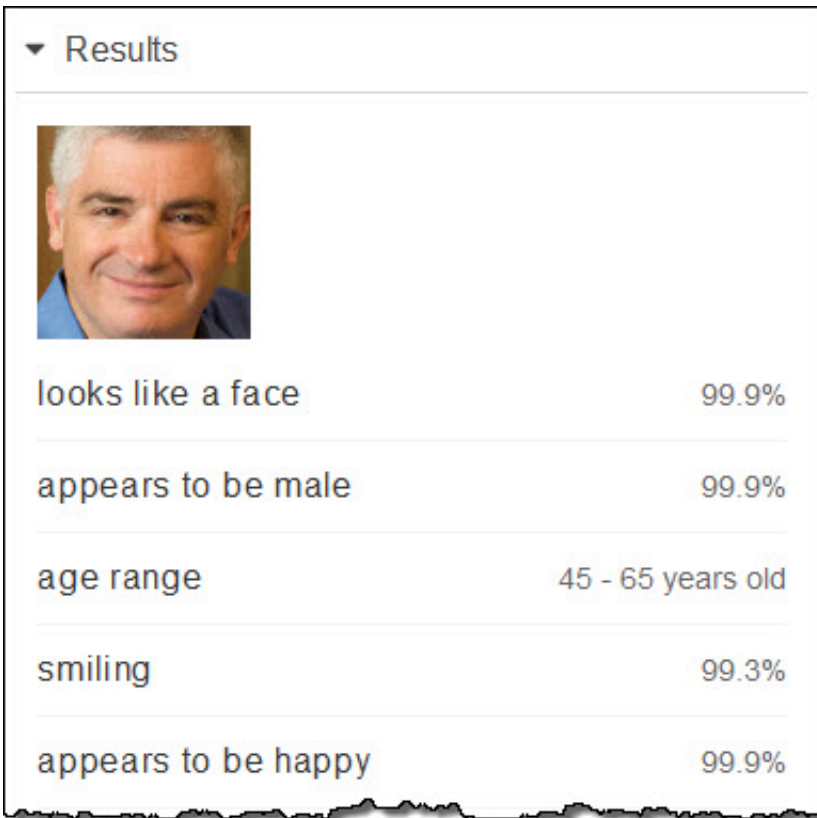 Results
looks like a face 99.9%
appears to be male 99.9%
age range 45 - 65 years old
smiling 99.3%
appears to be happy 99.9%